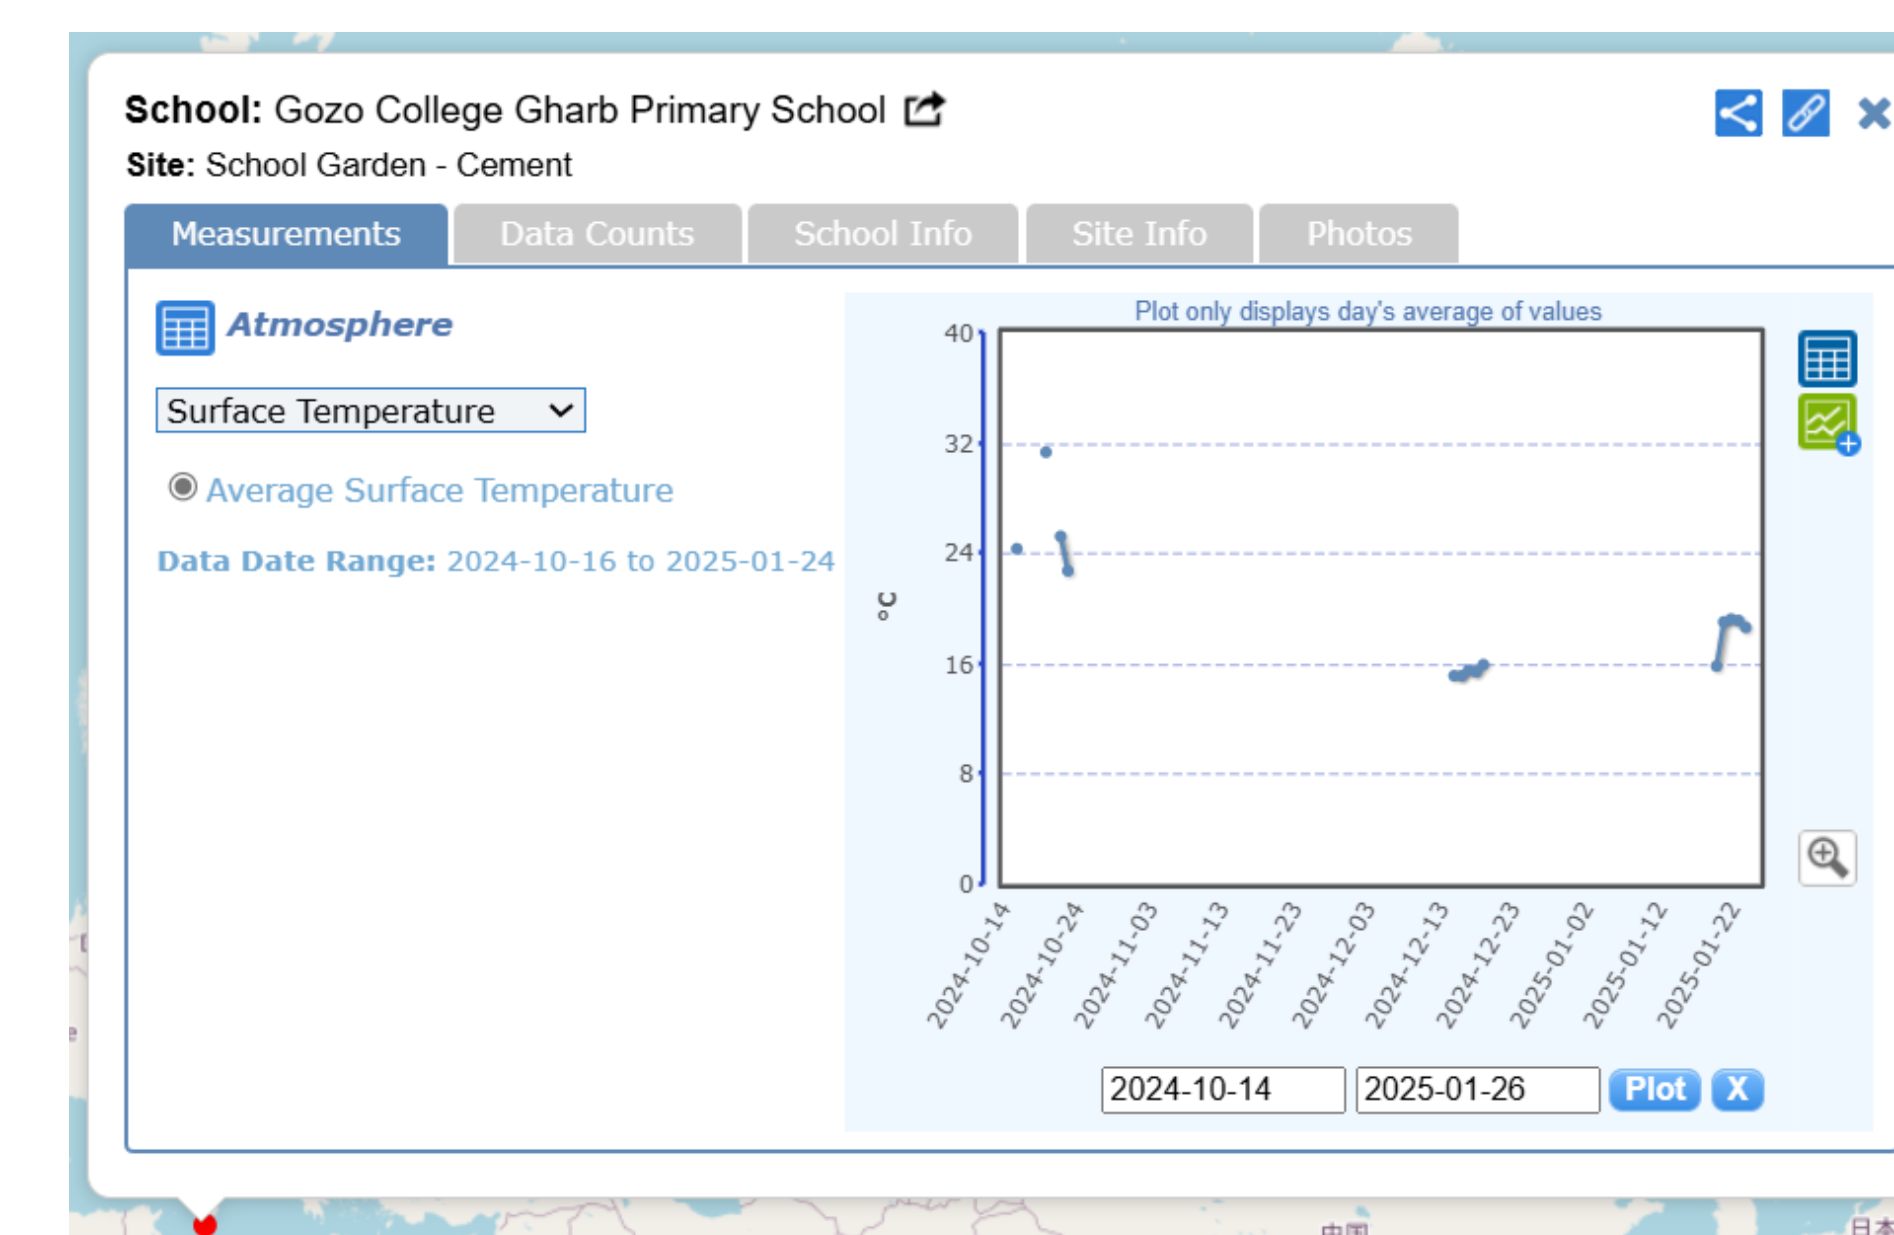 School: Gozo College Gharb Primary School
Site: School Garden - Cement
Measurements
Data Counts
School Info
Site Info
Photos
Atmosphere
Surface Temperature
Average Surface Temperature
Data Date Range: 2024-10-16 to 2025-01-24
Plot only displays day's average of values
40
32
24
16
8
0
°C
2024-10-14
2024-10-24
2024-11-03
2024-11-13
2024-11-23
2024-12-03
2024-12-13
2024-12-23
2025-01-02
2025-01-12
2025-01-22
2024-10-14
2025-01-26
Plot
X
中国